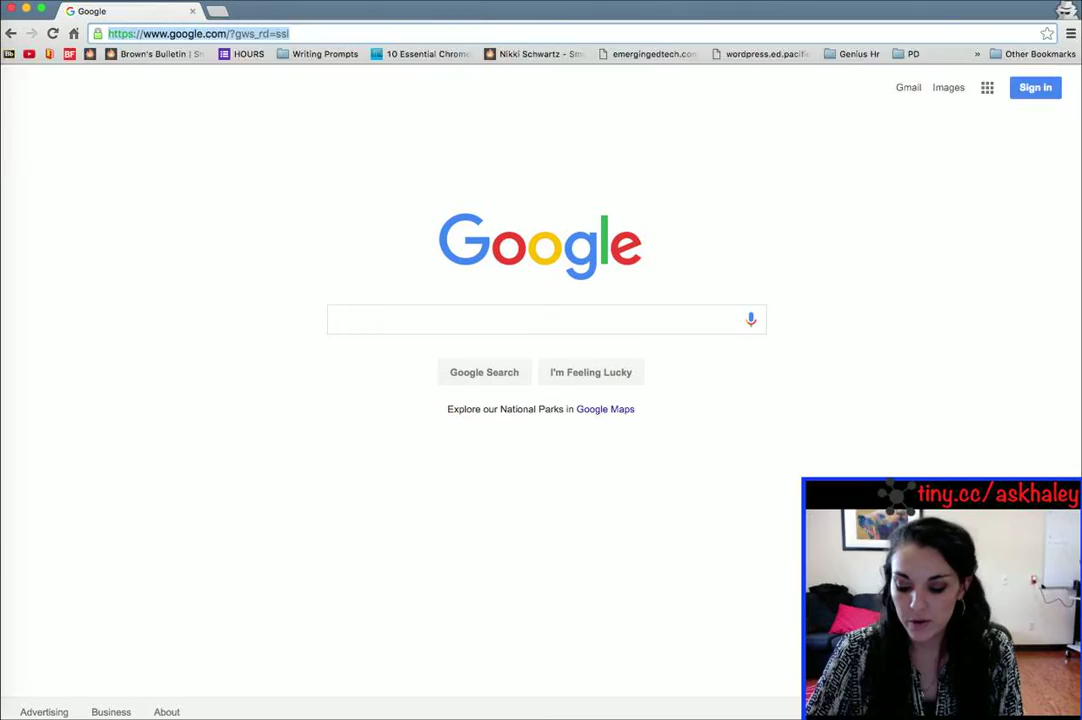 Google
https://www.google.com/?gws_rd=ssl
BF
Brown's Bulletin | S
HOURS
Writing Prompts
10 Essential Chrome
Nikki Schwartz - Sm
emergingedtech.com
wordpress.ed.pacifi
Genius Hr
PD
»
Other Bookmarks
Gmail
Images
Sign in
Google
Google Search
I'm Feeling Lucky
Explore our National Parks in Google Maps
tiny.cc/askhaley
Advertising
Business
About